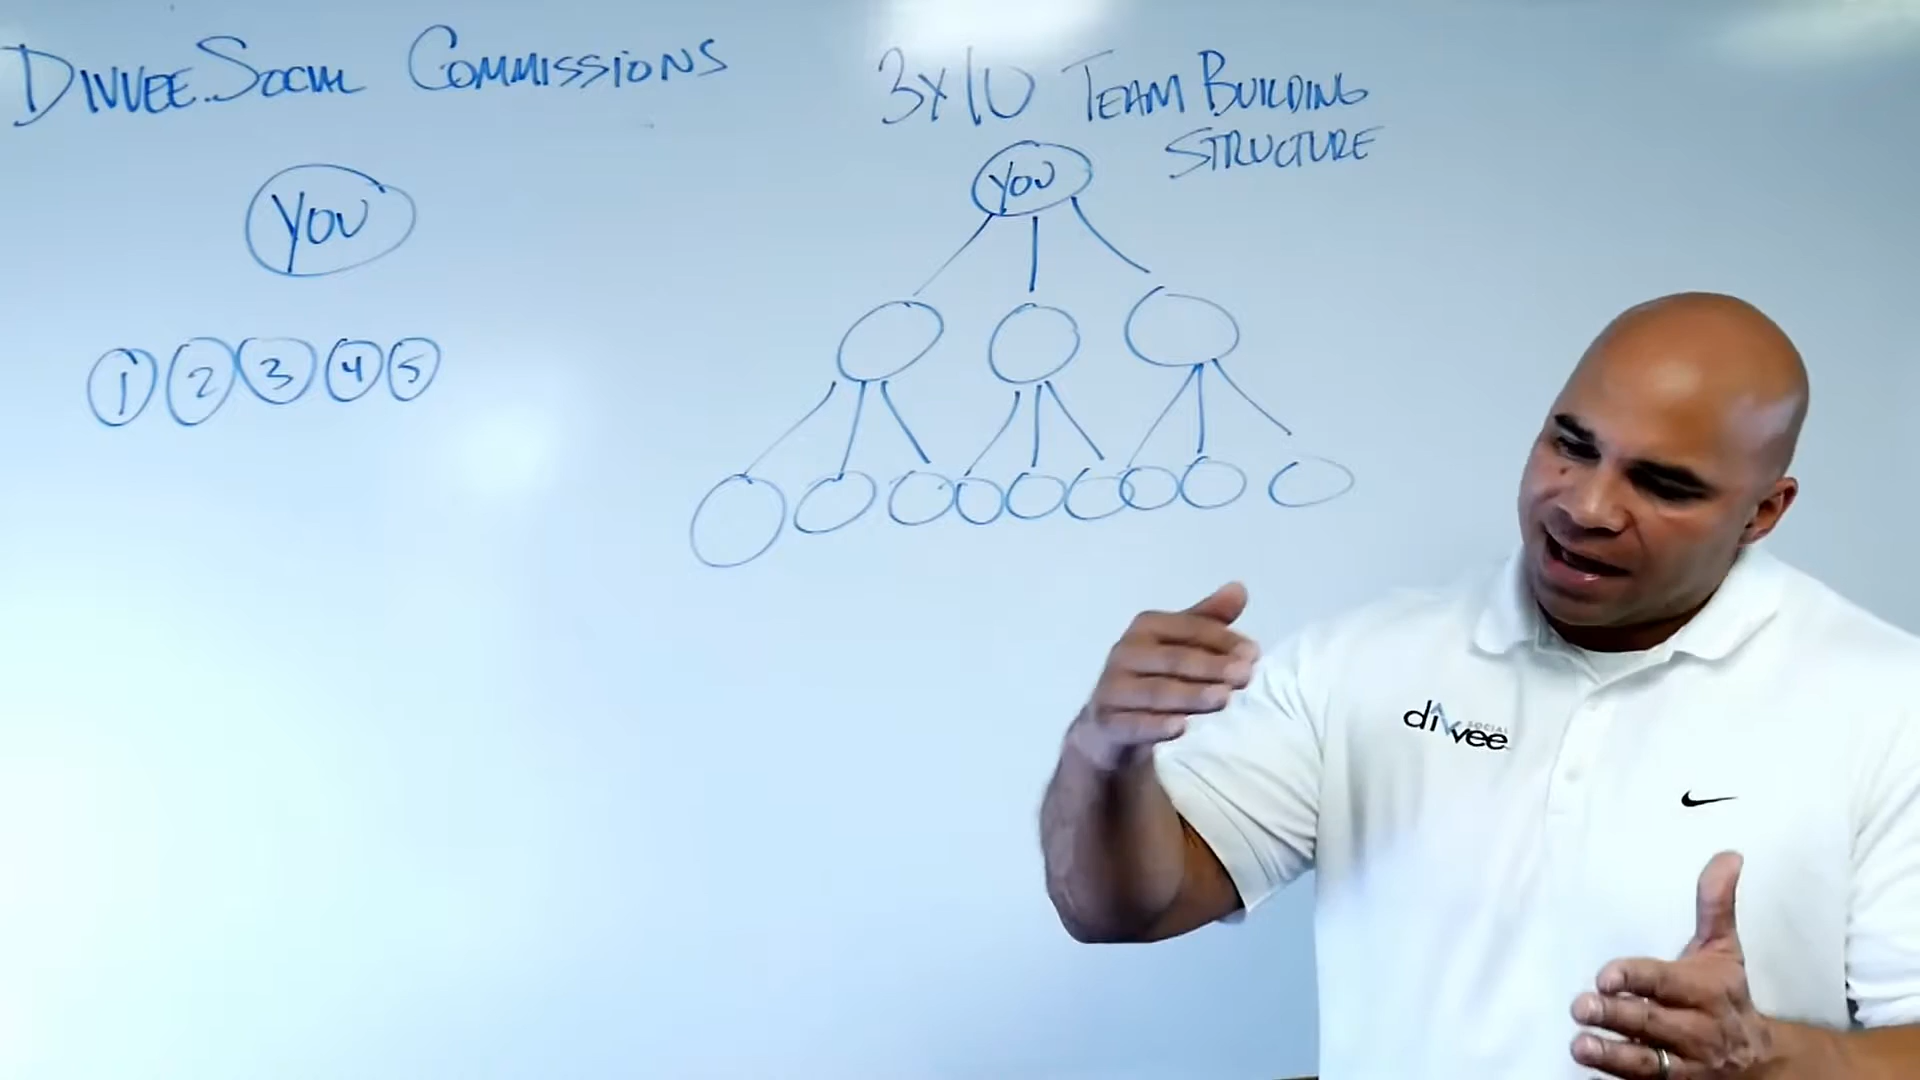 DIVVEE.SOCIAL COMMISSIONS
YOU
1 2 3 4 5
3x10 TEAM BUILDING
STRUCTURE
YOU
divvee
SOCIAL